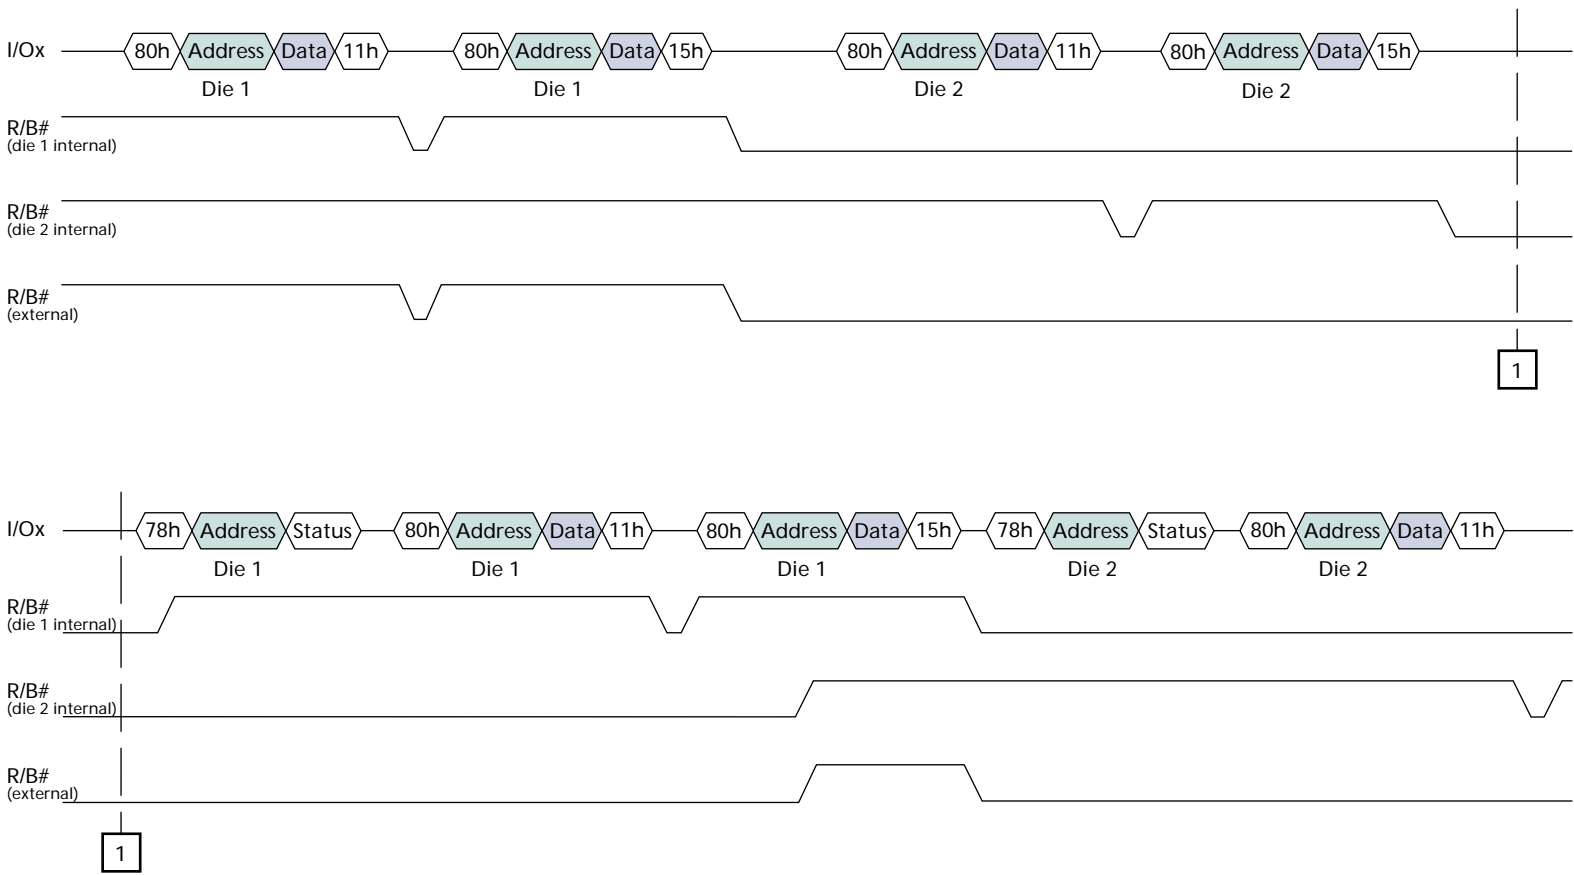 I/Ox 80h Address Data 11h 80h Address Data 15h 80h Address Data 11h 80h Address Data 15h
Die 1 Die 1 Die 2 Die 2
R/B#
(die 1 internal)
R/B#
(die 2 internal)
R/B#
(external)
1
I/Ox 78h Address Status 80h Address Data 11h 80h Address Data 15h 78h Address Status 80h Address Data 11h
Die 1 Die 1 Die 1 Die 2 Die 2
R/B#
(die 1 internal)
R/B#
(die 2 internal)
R/B#
(external)
1